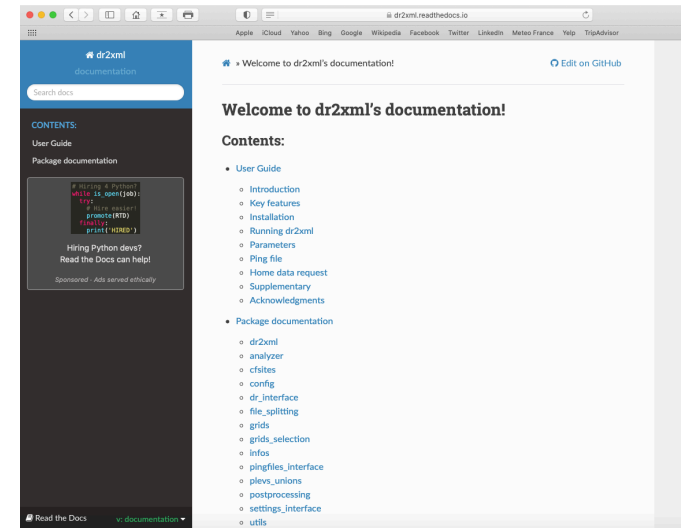 dr2xml.readthedocs.io
Apple iCloud Yahoo Bing Google Wikipedia Facebook Twitter LinkedIn Meteo France Yelp TripAdvisor
dr2xml
documentation
Search docs
CONTENTS:
User Guide
Package documentation
# Hiring 4 Python?
while is_open(job):
try:
# Hire easier!
promote(RTD)
finally:
print('HIRED')
Hiring Python devs?
Read the Docs can help!
Sponsored · Ads served ethically
Read the Docs v: documentation
» Welcome to dr2xml's documentation!
Edit on GitHub
Welcome to dr2xml's documentation!
Contents:
• User Guide
◦ Introduction
◦ Key features
◦ Installation
◦ Running dr2xml
◦ Parameters
◦ Ping file
◦ Home data request
◦ Supplementary
◦ Acknowledgments
• Package documentation
◦ dr2xml
◦ analyzer
◦ cfsites
◦ config
◦ dr_interface
◦ file_splitting
◦ grids
◦ grids_selection
◦ infos
◦ pingfiles_interface
◦ plevs_unions
◦ postprocessing
◦ settings_interface
◦ utils